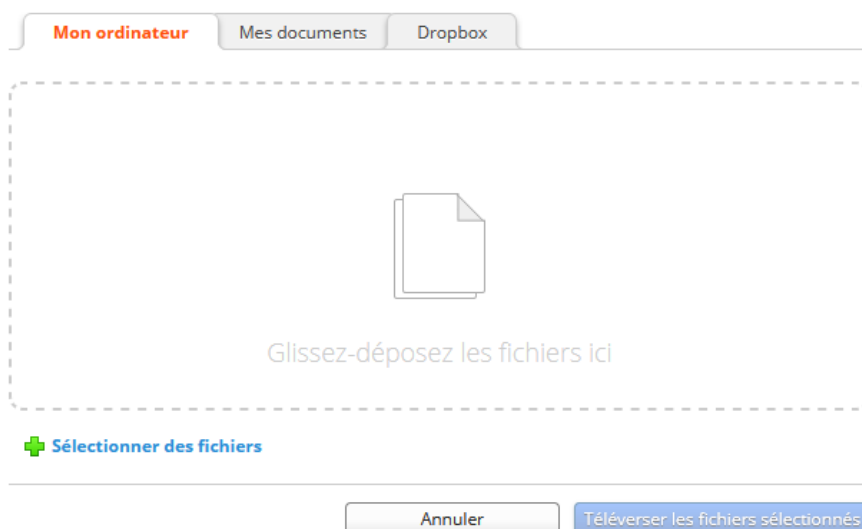 Mon ordinateur Mes documents Dropbox
Glissez-déposez les fichiers ici
Sélectionner des fichiers
Annuler Téléverser les fichiers sélectionnés